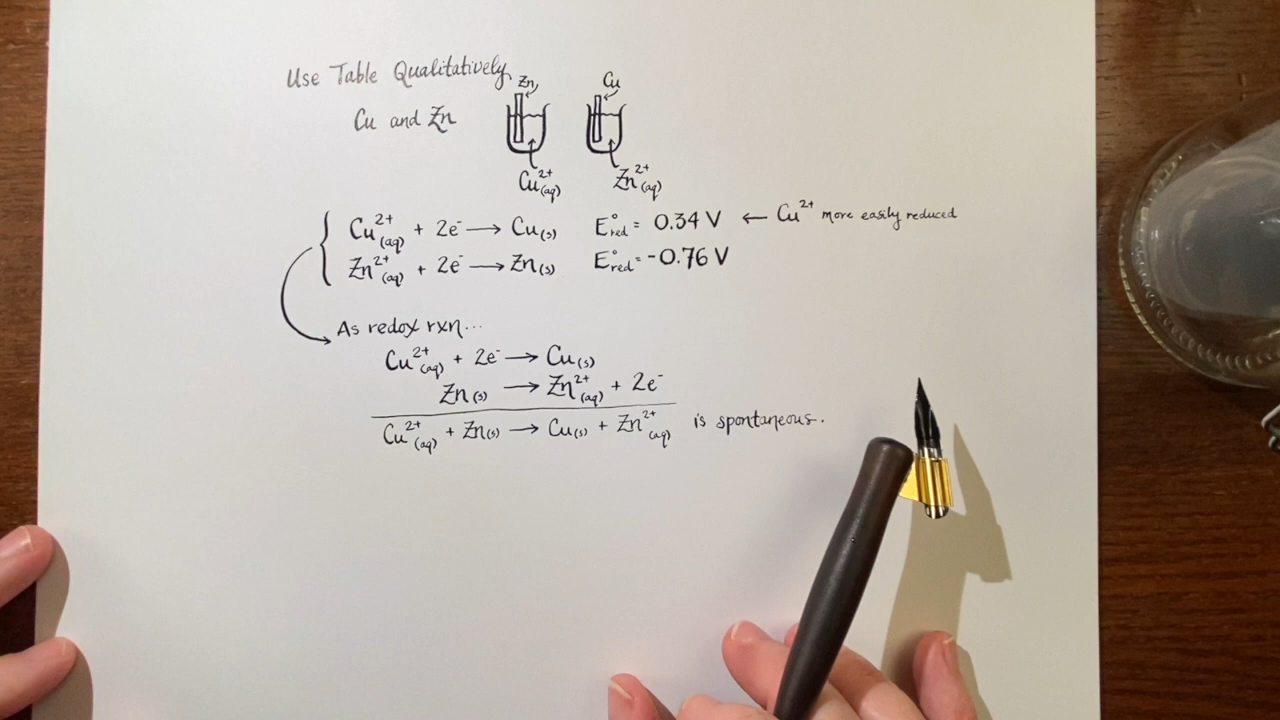 Use Table Qualitatively
Zn
Cu
Cu and Zn
Cu²⁺(aq)
Zn²⁺(aq)
Cu²⁺(aq) + 2e⁻ → Cu(s) E°red = 0.34 V ← Cu²⁺ more easily reduced
Zn²⁺(aq) + 2e⁻ → Zn(s) E°red = -0.76 V
As redox rxn...
Cu²⁺(aq) + 2e⁻ → Cu(s)
Zn(s) → Zn²⁺(aq) + 2e⁻
Cu²⁺(aq) + Zn(s) → Cu(s) + Zn²⁺(aq) is spontaneous.